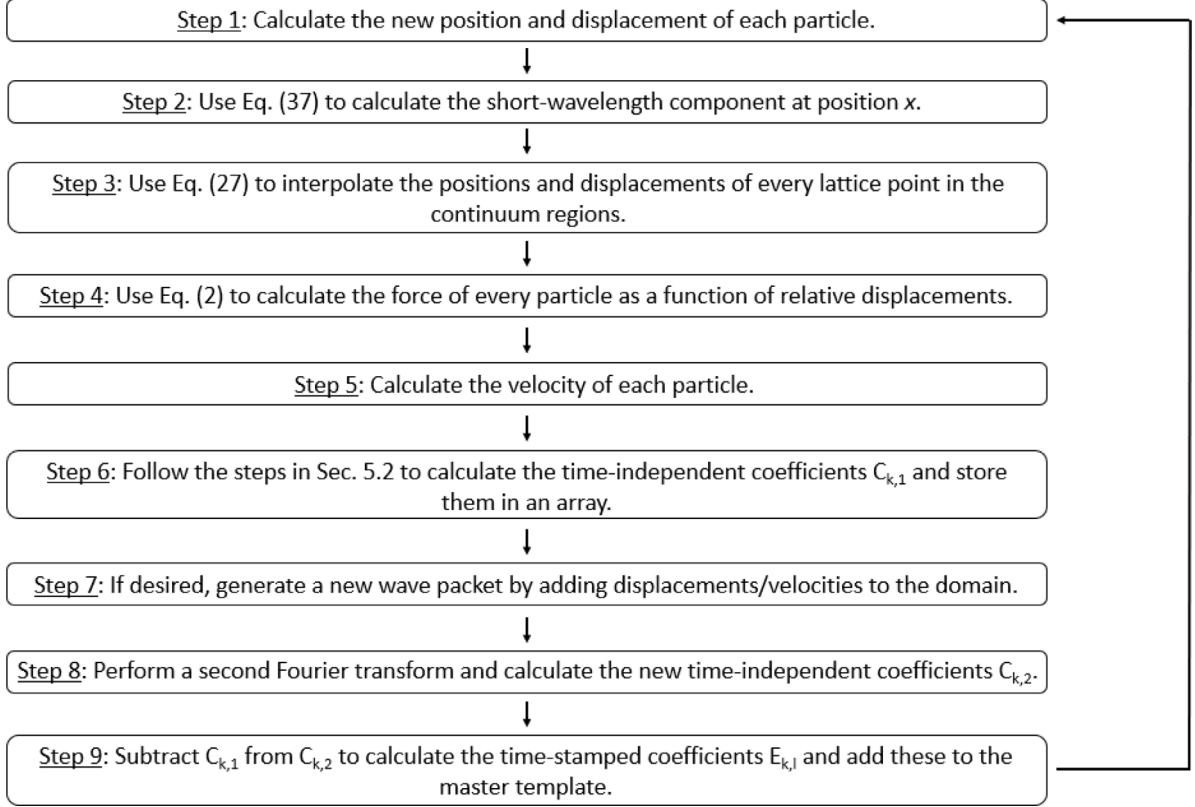 Step 1: Calculate the new position and displacement of each particle.
Step 2: Use Eq. (37) to calculate the short-wavelength component at position x.
Step 3: Use Eq. (27) to interpolate the positions and displacements of every lattice point in the
continuum regions.
Step 4: Use Eq. (2) to calculate the force of every particle as a function of relative displacements.
Step 5: Calculate the velocity of each particle.
Step 6: Follow the steps in Sec. 5.2 to calculate the time-independent coefficients Ck,1 and store
them in an array.
Step 7: If desired, generate a new wave packet by adding displacements/velocities to the domain.
Step 8: Perform a second Fourier transform and calculate the new time-independent coefficients Ck,2.
Step 9: Subtract Ck,1 from Ck,2 to calculate the time-stamped coefficients Ek,l and add these to the
master template.